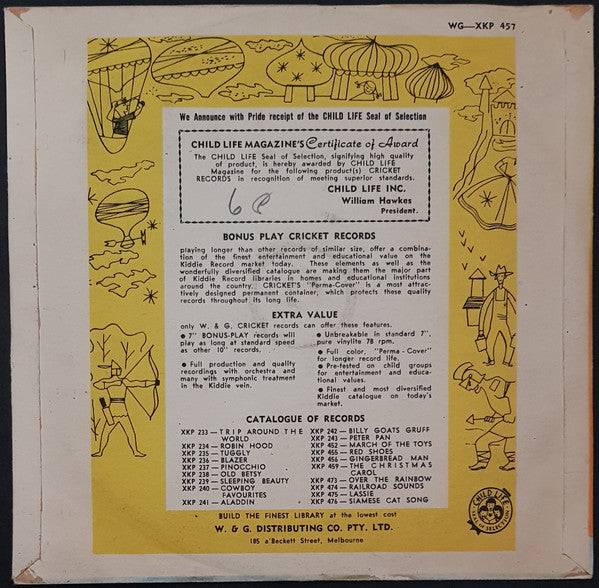 WG—XKP 457
We Announce with Pride receipt of the CHILD LIFE Seal of Selection
CHILD LIFE MAGAZINE'S Certificate of Award
The CHILD LIFE Seal of Selection, signifying high quality
of product, is hereby awarded by CHILD LIFE
Magazine for the following product(s) CRICKET
RECORDS in recognition of meeting superior standards.
CHILD LIFE INC.
William Hawkes
President.
BONUS PLAY CRICKET RECORDS
playing longer than other records of similar size, offer a combina-
tion of the finest entertainment and educational value on the
Kiddie Record market today. These elements as well as the
wonderfully diversified catalogue are making them the major part
of Kiddie Record libraries in homes and educational institutions
around the country. CRICKET'S "Perma-Cover" is a most attrac-
tively designed permanent container, which protects these quality
records throughout its long life.
EXTRA VALUE
only W. & G. CRICKET records can offer these features.
● 7" BONUS-PLAY records will
play as long at standard speed
as other 10" records,
● Full production and quality
recordings with orchestra and
many with symphonic treatment
in the Kiddie vein.
● Unbreakable in standard 7",
pure vinylite 78 rpm.
● Full color, "Perma - Cover"
for longer record life.
● Pre-tested on child groups
for entertainment and educa-
tional values.
● Finest and most diversified
Kiddie catalogue on today's
market.
CATALOGUE OF RECORDS
XKP 233 — TRIP AROUND THE
WORLD
XKP 234 — ROBIN HOOD
XKP 235 — TUGGLY
XKP 236 — BLAZER
XKP 237 — PINOCCHIO
XKP 238 — OLD BETSY
XKP 239 — SLEEPING BEAUTY
XKP 240 — COWBOY
FAVOURITES
XKP 241 — ALADDIN
XKP 242 — BILLY GOATS GRUFF
XKP 243 — PETER PAN
XKP 452 — MARCH OF THE TOYS
XKP 455 — RED SHOES
XKP 456 — GINGERBREAD MAN
XKP 459 — THE CHRISTMAS
CAROL
XKP 473 — OVER THE RAINBOW
XKP 474 — RAILROAD SOUNDS
XKP 475 — LASSIE
XKP 476 — SIAMESE CAT SONG
BUILD THE FINEST LIBRARY at the lowest cost
W. & G. DISTRIBUTING CO. PTY. LTD.
185 a'Beckett Street, Melbourne
CHILD LIFE
SEAL OF SELECTION